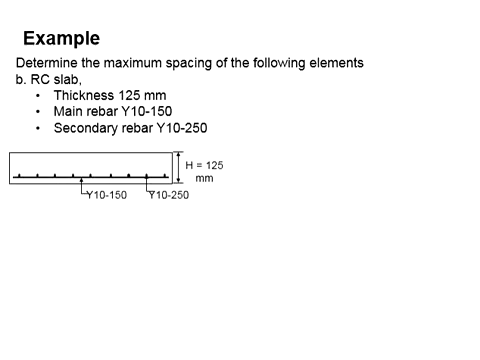 Example
Determine the maximum spacing of the following elements
b. RC slab,
• Thickness 125 mm
• Main rebar Y10-150
• Secondary rebar Y10-250
H = 125
mm
Y10-150 Y10-250